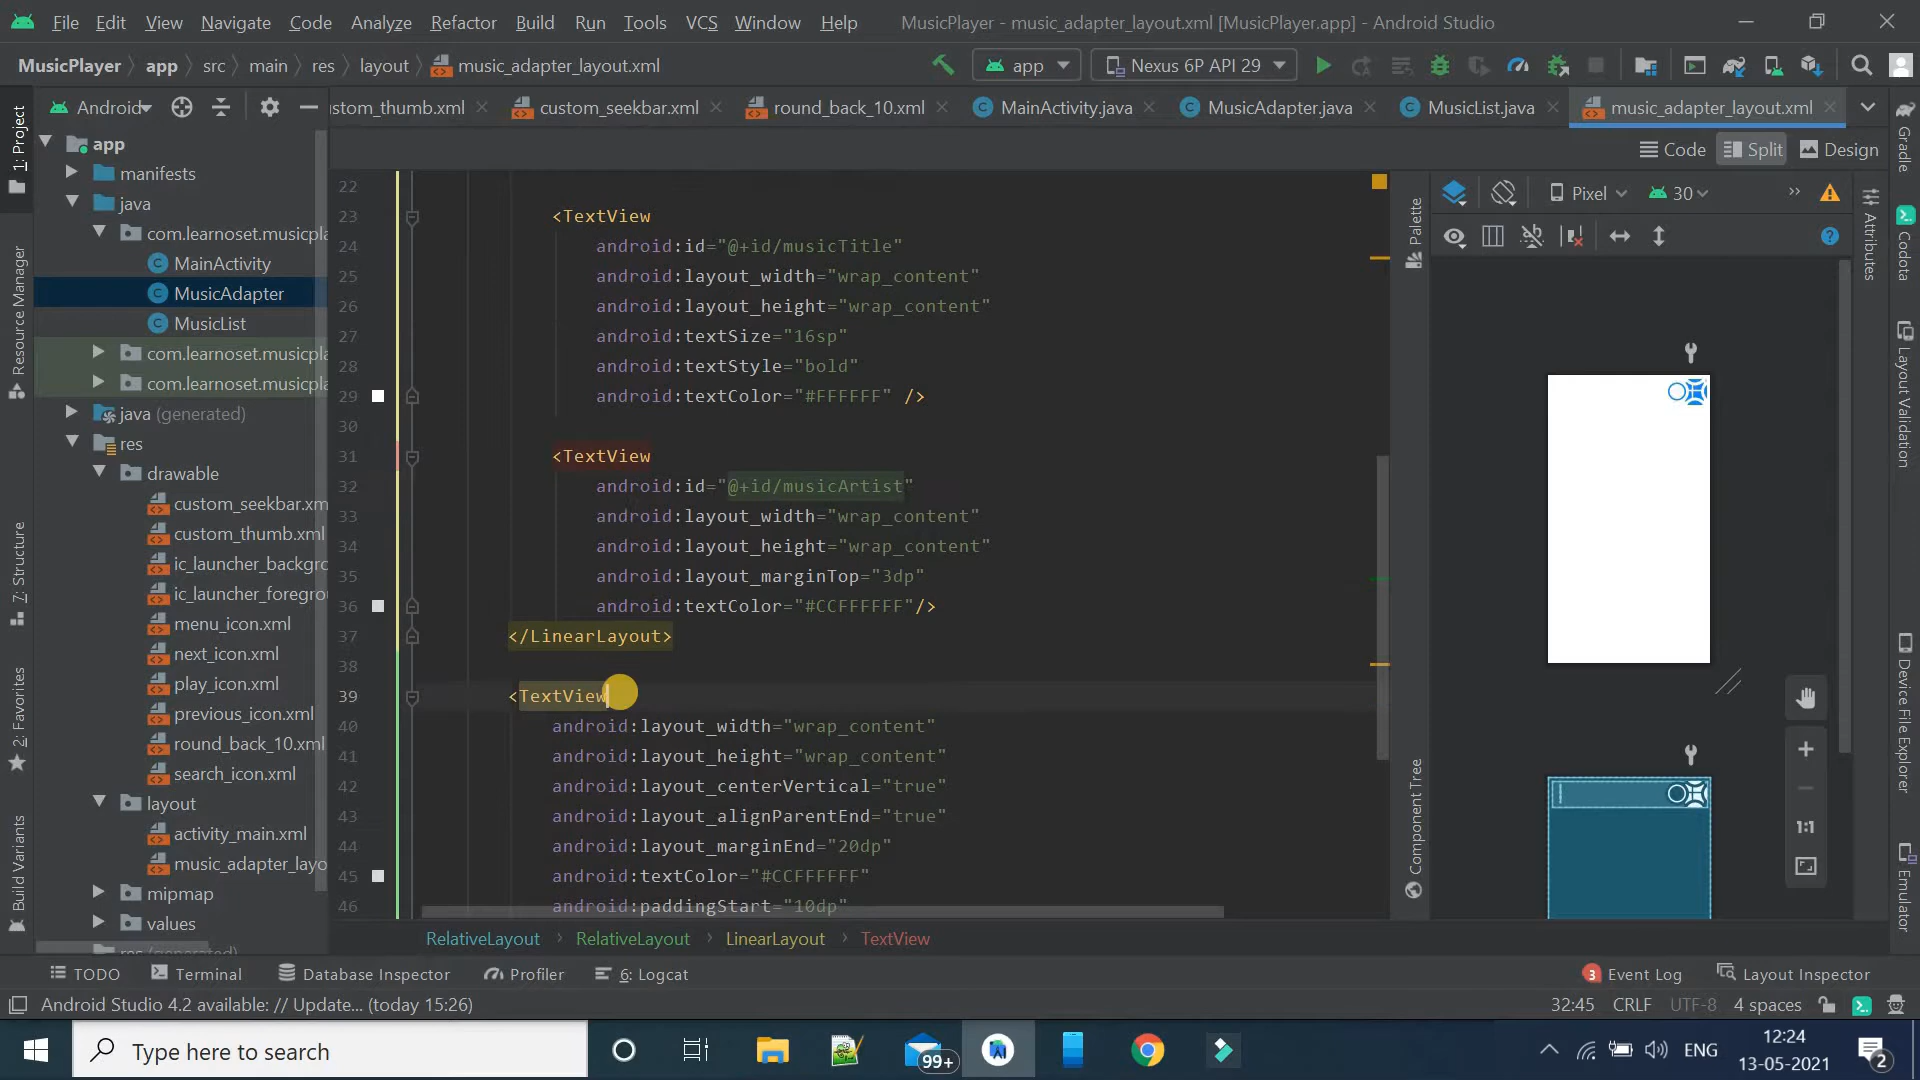 File Edit View Navigate Code Analyze Refactor Build Run Tools VCS Window Help MusicPlayer - music_adapter_layout.xml [MusicPlayer.app] - Android Studio
MusicPlayer app src main res layout music_adapter_layout.xml app Nexus 6P API 29
Android stom_thumb.xml custom_seekbar.xml round_back_10.xml MainActivity.java MusicAdapter.java MusicList.java music_adapter_layout.xml
Code Split Design
1: Project
Resource Manager
7: Structure
2: Favorites
Build Variants
app
manifests
java
com.learnoset.musicpla
MainActivity
MusicAdapter
MusicList
com.learnoset.musicpla
com.learnoset.musicpla
java (generated)
res
drawable
custom_seekbar.xm
custom_thumb.xml
ic_launcher_backgro
ic_launcher_foregrou
menu_icon.xml
next_icon.xml
play_icon.xml
previous_icon.xml
round_back_10.xml
search_icon.xml
layout
activity_main.xml
music_adapter_layo
mipmap
values
res (generated)
22
23 <TextView
24 android:id="@+id/musicTitle"
25 android:layout_width="wrap_content"
26 android:layout_height="wrap_content"
27 android:textSize="16sp"
28 android:textStyle="bold"
29 android:textColor="#FFFFFF" />
30
31 <TextView
32 android:id="@+id/musicArtist"
33 android:layout_width="wrap_content"
34 android:layout_height="wrap_content"
35 android:layout_marginTop="3dp"
36 android:textColor="#CCFFFFFF"/>
37 </LinearLayout>
38
39 <TextView
40 android:layout_width="wrap_content"
41 android:layout_height="wrap_content"
42 android:layout_centerVertical="true"
43 android:layout_alignParentEnd="true"
44 android:layout_marginEnd="20dp"
45 android:textColor="#CCFFFFFF"
46 android:paddingStart="10dp"
RelativeLayout RelativeLayout LinearLayout TextView
Palette
Component Tree
Pixel 30
1:1
Attributes
Gradle
Codota
Layout Validation
Device File Explorer
Emulator
TODO Terminal Database Inspector Profiler 6: Logcat 3 Event Log Layout Inspector
Android Studio 4.2 available: // Update... (today 15:26) 32:45 CRLF UTF-8 4 spaces
Type here to search 99+ ENG 12:24
13-05-2021 2